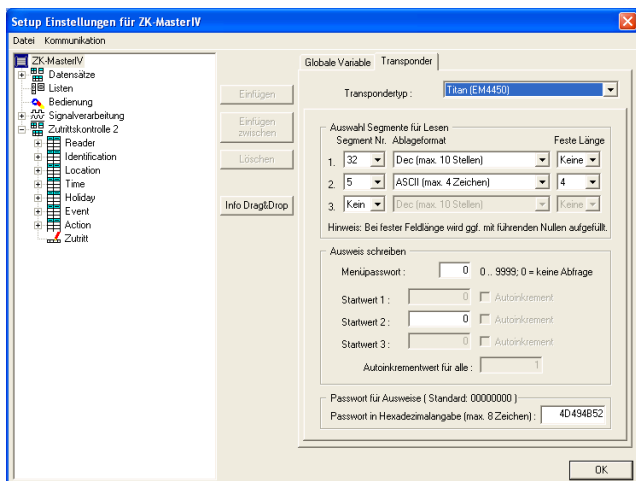 Setup Einstellungen für ZK-MasterIV
Datei Kommunikation
ZK-MasterIV
Datensätze
Listen
Bedienung
Signalverarbeitung
Zutrittskontrolle 2
Reader
Identification
Location
Time
Holiday
Event
Action
Zutritt
Einfügen
Einfügen
zwischen
Löschen
Info Drag&Drop
Globale Variable Transponder
Transpondertyp : Titan (EM4450)
Auswahl Segmente für Lesen
Segment Nr. Ablageformat Feste Länge
1. 32 Dec (max. 10 Stellen) Keine
2. 5 ASCII (max. 4 Zeichen) 4
3. Kein Dec (max. 10 Stellen) Keine
Hinweis: Bei fester Feldlänge wird ggf. mit führenden Nullen aufgefüllt.
Ausweis schreiben
Menüpasswort : 0 0 .. 9999; 0 = keine Abfrage
Startwert 1 : 0 Autoinkrement
Startwert 2 : 0 Autoinkrement
Startwert 3 : 0 Autoinkrement
Autoinkrementwert für alle : 1
Passwort für Ausweise ( Standard: 00000000 )
Passwort in Hexadezimalangabe (max. 8 Zeichen) : 4D494B52
OK